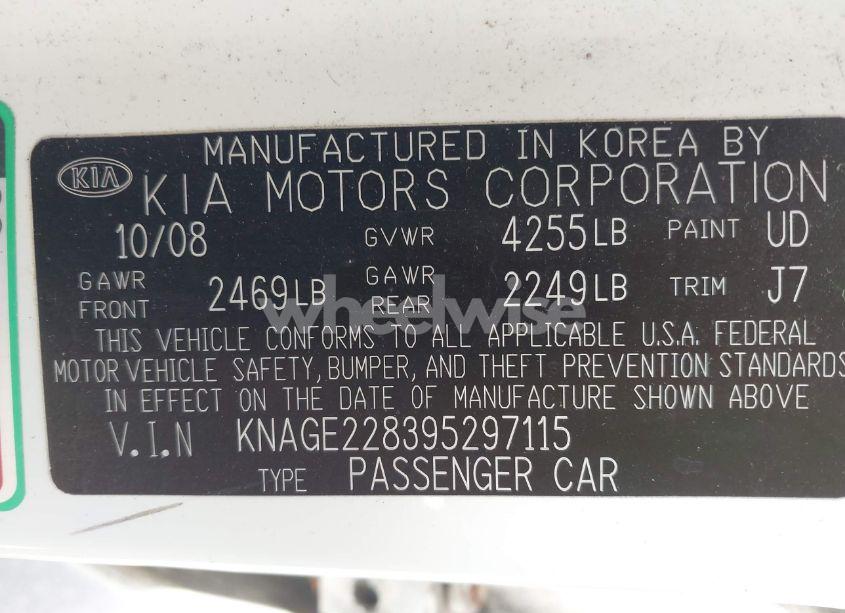 MANUFACTURED IN KOREA BY
KIA KIA MOTORS CORPORATION
10/08 GVWR 4255LB PAINT UD
GAWR FRONT 2469LB GAWR REAR 2249LB TRIM J7
wheelwise
THIS VEHICLE CONFORMS TO ALL APPLICABLE U.S.A. FEDERAL
MOTOR VEHICLE SAFETY, BUMPER, AND THEFT PREVENTION STANDARDS
IN EFFECT ON THE DATE OF MANUFACTURE SHOWN ABOVE
V.I.N KNAGE228395297115
TYPE PASSENGER CAR